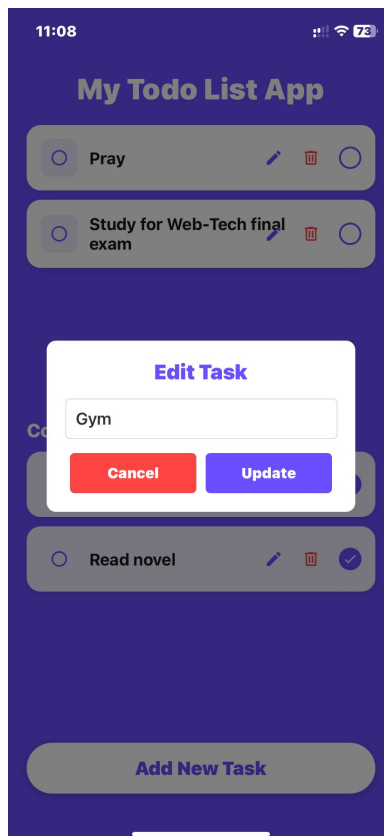 11:08
73
My Todo List App
Pray
Study for Web-Tech final
exam
Edit Task
Gym
Cancel
Update
Read novel
Add New Task